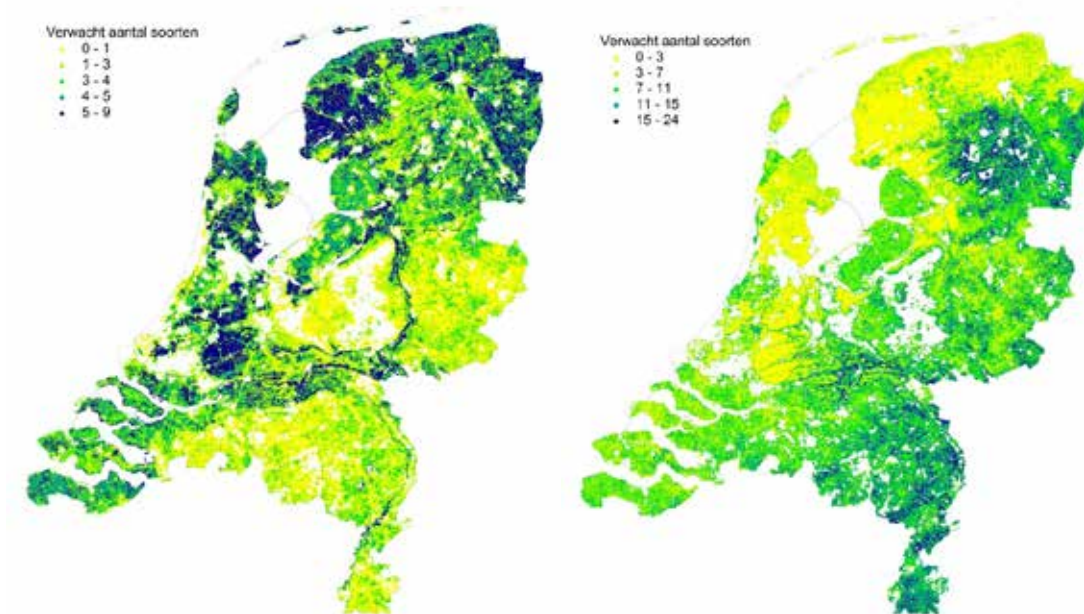 Verwacht aantal soorten
0 - 1
1 - 3
3 - 4
4 - 5
5 - 9
Verwacht aantal soorten
0 - 3
3 - 7
7 - 11
11 - 15
15 - 24